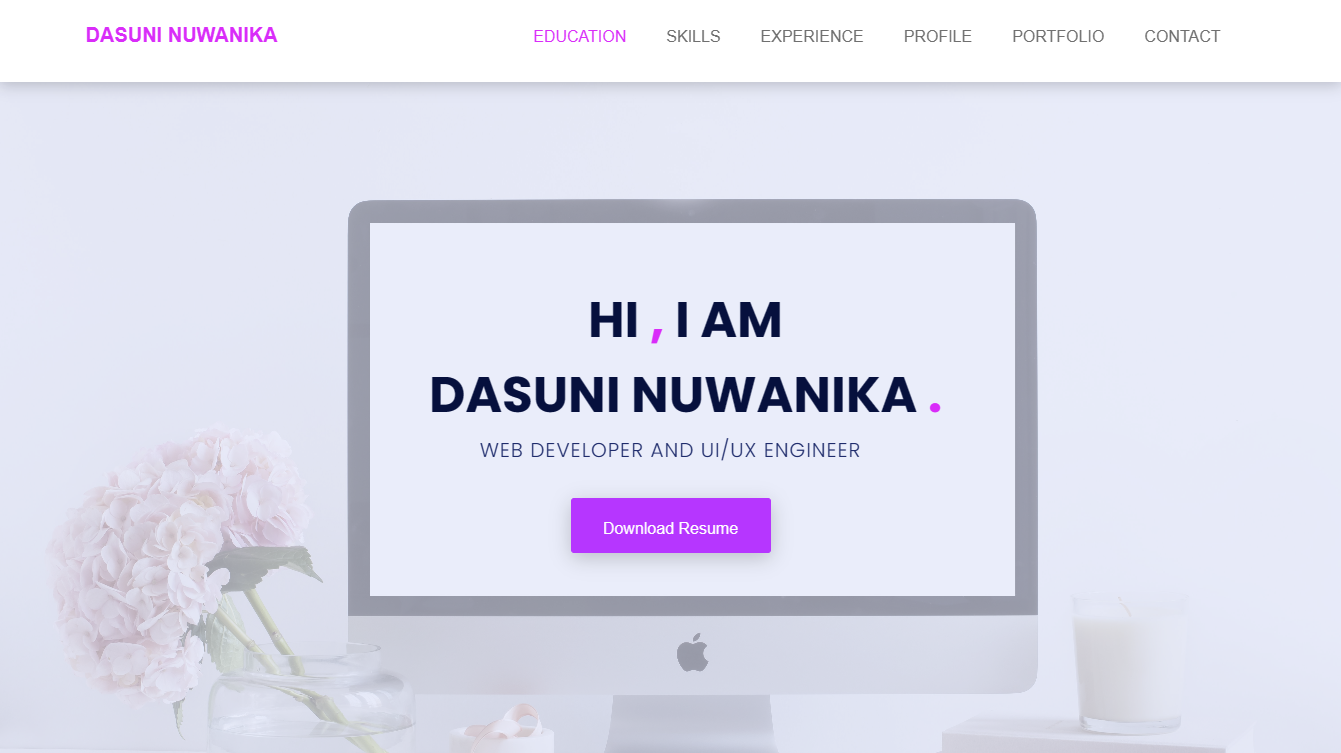 DASUNI NUWANIKA
EDUCATION SKILLS EXPERIENCE PROFILE PORTFOLIO CONTACT
HI , I AM
DASUNI NUWANIKA .
WEB DEVELOPER AND UI/UX ENGINEER
Download Resume